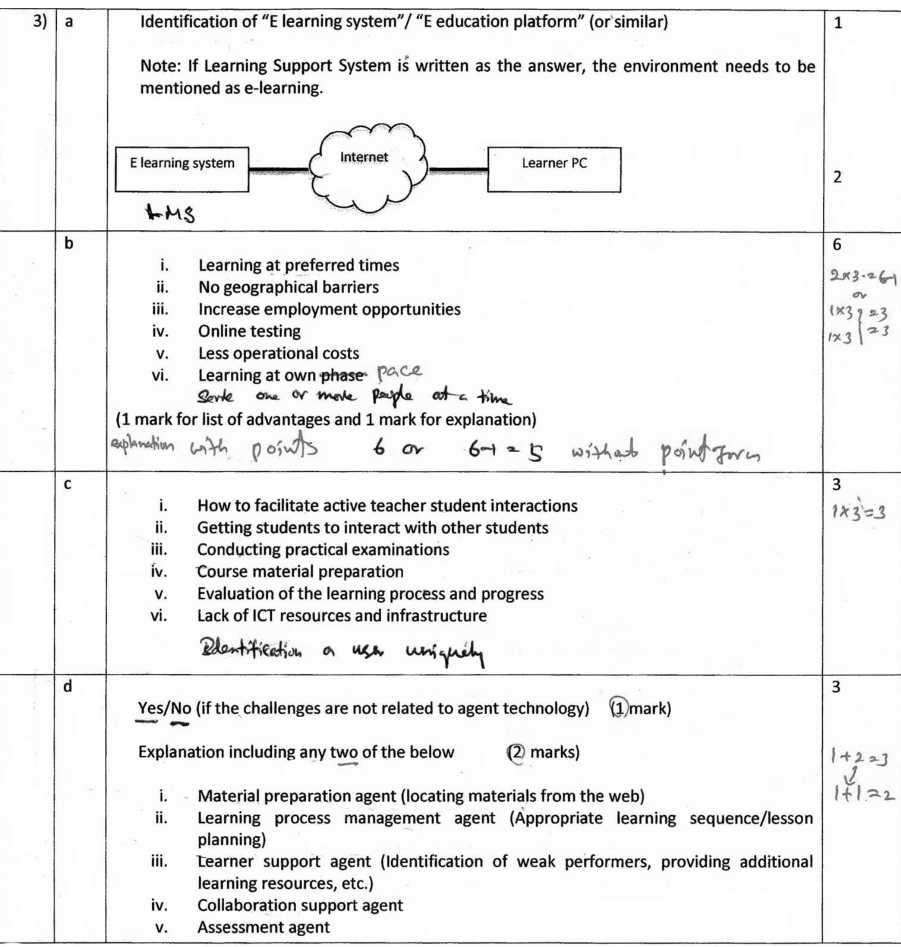 3) a Identification of “E learning system”/ “E education platform” (or similar) 1
Note: If Learning Support System is written as the answer, the environment needs to be
mentioned as e-learning.
E learning system Internet Learner PC
2
LMS
b 6
i. Learning at preferred times
ii. No geographical barriers
iii. Increase employment opportunities
iv. Online testing
v. Less operational costs
vi. Learning at own phase pace
Serve one or more people at a time
(1 mark for list of advantages and 1 mark for explanation)
explanation with points 6 or 6-1 = 5 without point form
2x3 = 6
or
1x3 = 3
1x3 = 3
c 3
1x3=3
i. How to facilitate active teacher student interactions
ii. Getting students to interact with other students
iii. Conducting practical examinations
iv. Course material preparation
v. Evaluation of the learning process and progress
vi. Lack of ICT resources and infrastructure
Identification a user uniquely
d 3
Yes/No (if the challenges are not related to agent technology) (1 mark)
Explanation including any two of the below (2 marks)
1+2=3
1+1=2
i. Material preparation agent (locating materials from the web)
ii. Learning process management agent (Appropriate learning sequence/lesson
planning)
iii. Learner support agent (Identification of weak performers, providing additional
learning resources, etc.)
iv. Collaboration support agent
v. Assessment agent